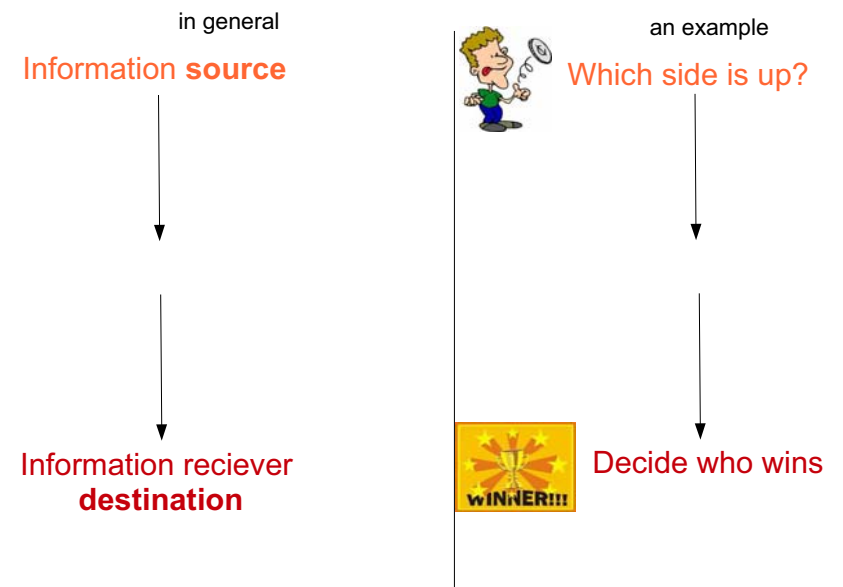 in general
Information source
Information reciever
destination
an example
Which side is up?
WINNER!!!
Decide who wins